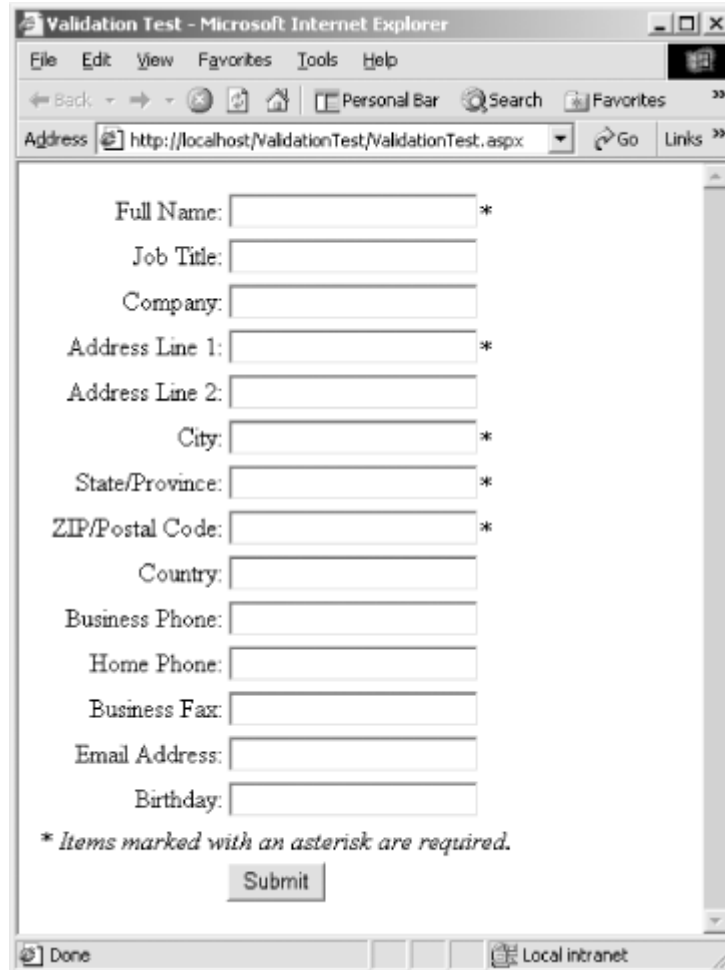 Validation Test - Microsoft Internet Explorer
File Edit View Favorites Tools Help
Back Personal Bar Search Favorites »
Address http://localhost/ValidationTest/ValidationTest.aspx Go Links »
Full Name: *
Job Title:
Company:
Address Line 1: *
Address Line 2:
City: *
State/Province: *
ZIP/Postal Code: *
Country:
Business Phone:
Home Phone:
Business Fax:
Email Address:
Birthday:
* Items marked with an asterisk are required.
Submit
Done Local intranet